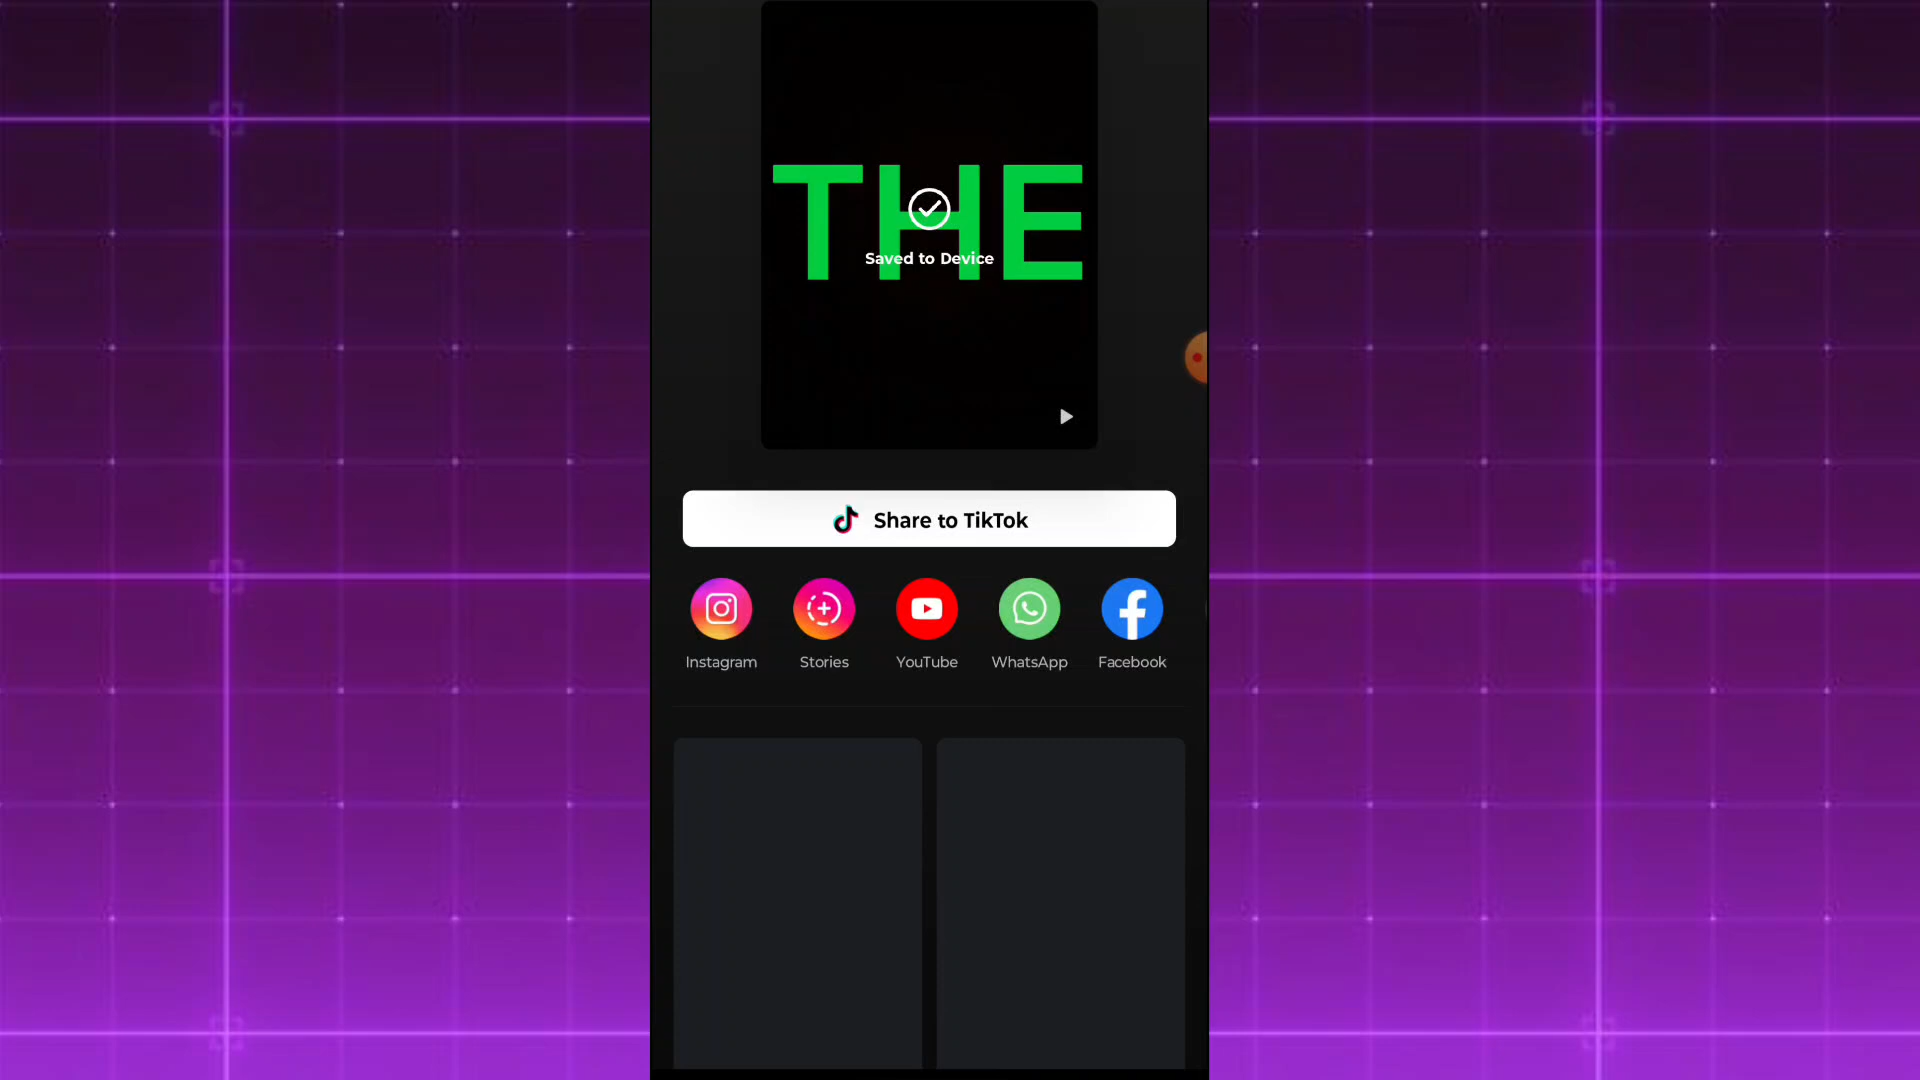 THE
Saved to Device
Share to TikTok
Instagram
Stories
YouTube
WhatsApp
Facebook